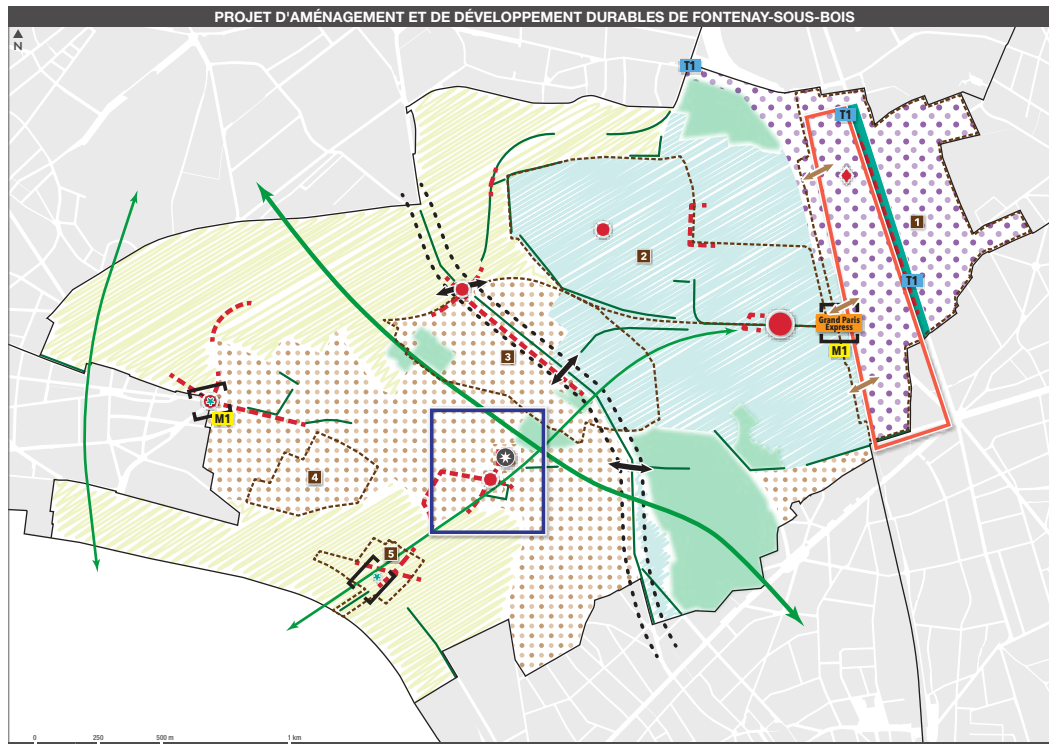 PROJET D'AMÉNAGEMENT ET DE DÉVELOPPEMENT DURABLES DE FONTENAY-SOUS-BOIS
N
T1
T1
1
2
T1
Grand Paris
Express
M1
3
M1
4
5
0 250 500 m 1 km